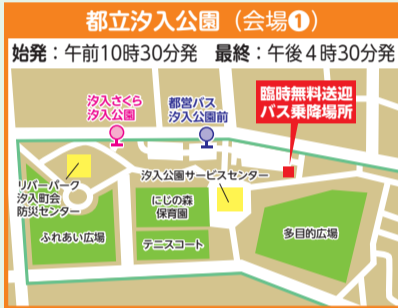 都立汐入公園（会場❶）
始発：午前10時30分発　最終：午後4時30分発
汐入さくら
汐入公園
都営バス
汐入公園前
臨時無料送迎
バス乗降場所
リバーパーク
汐入町会
防災センター
汐入公園サービスセンター
にじの森
保育園
ふれあい広場
テニスコート
多目的広場